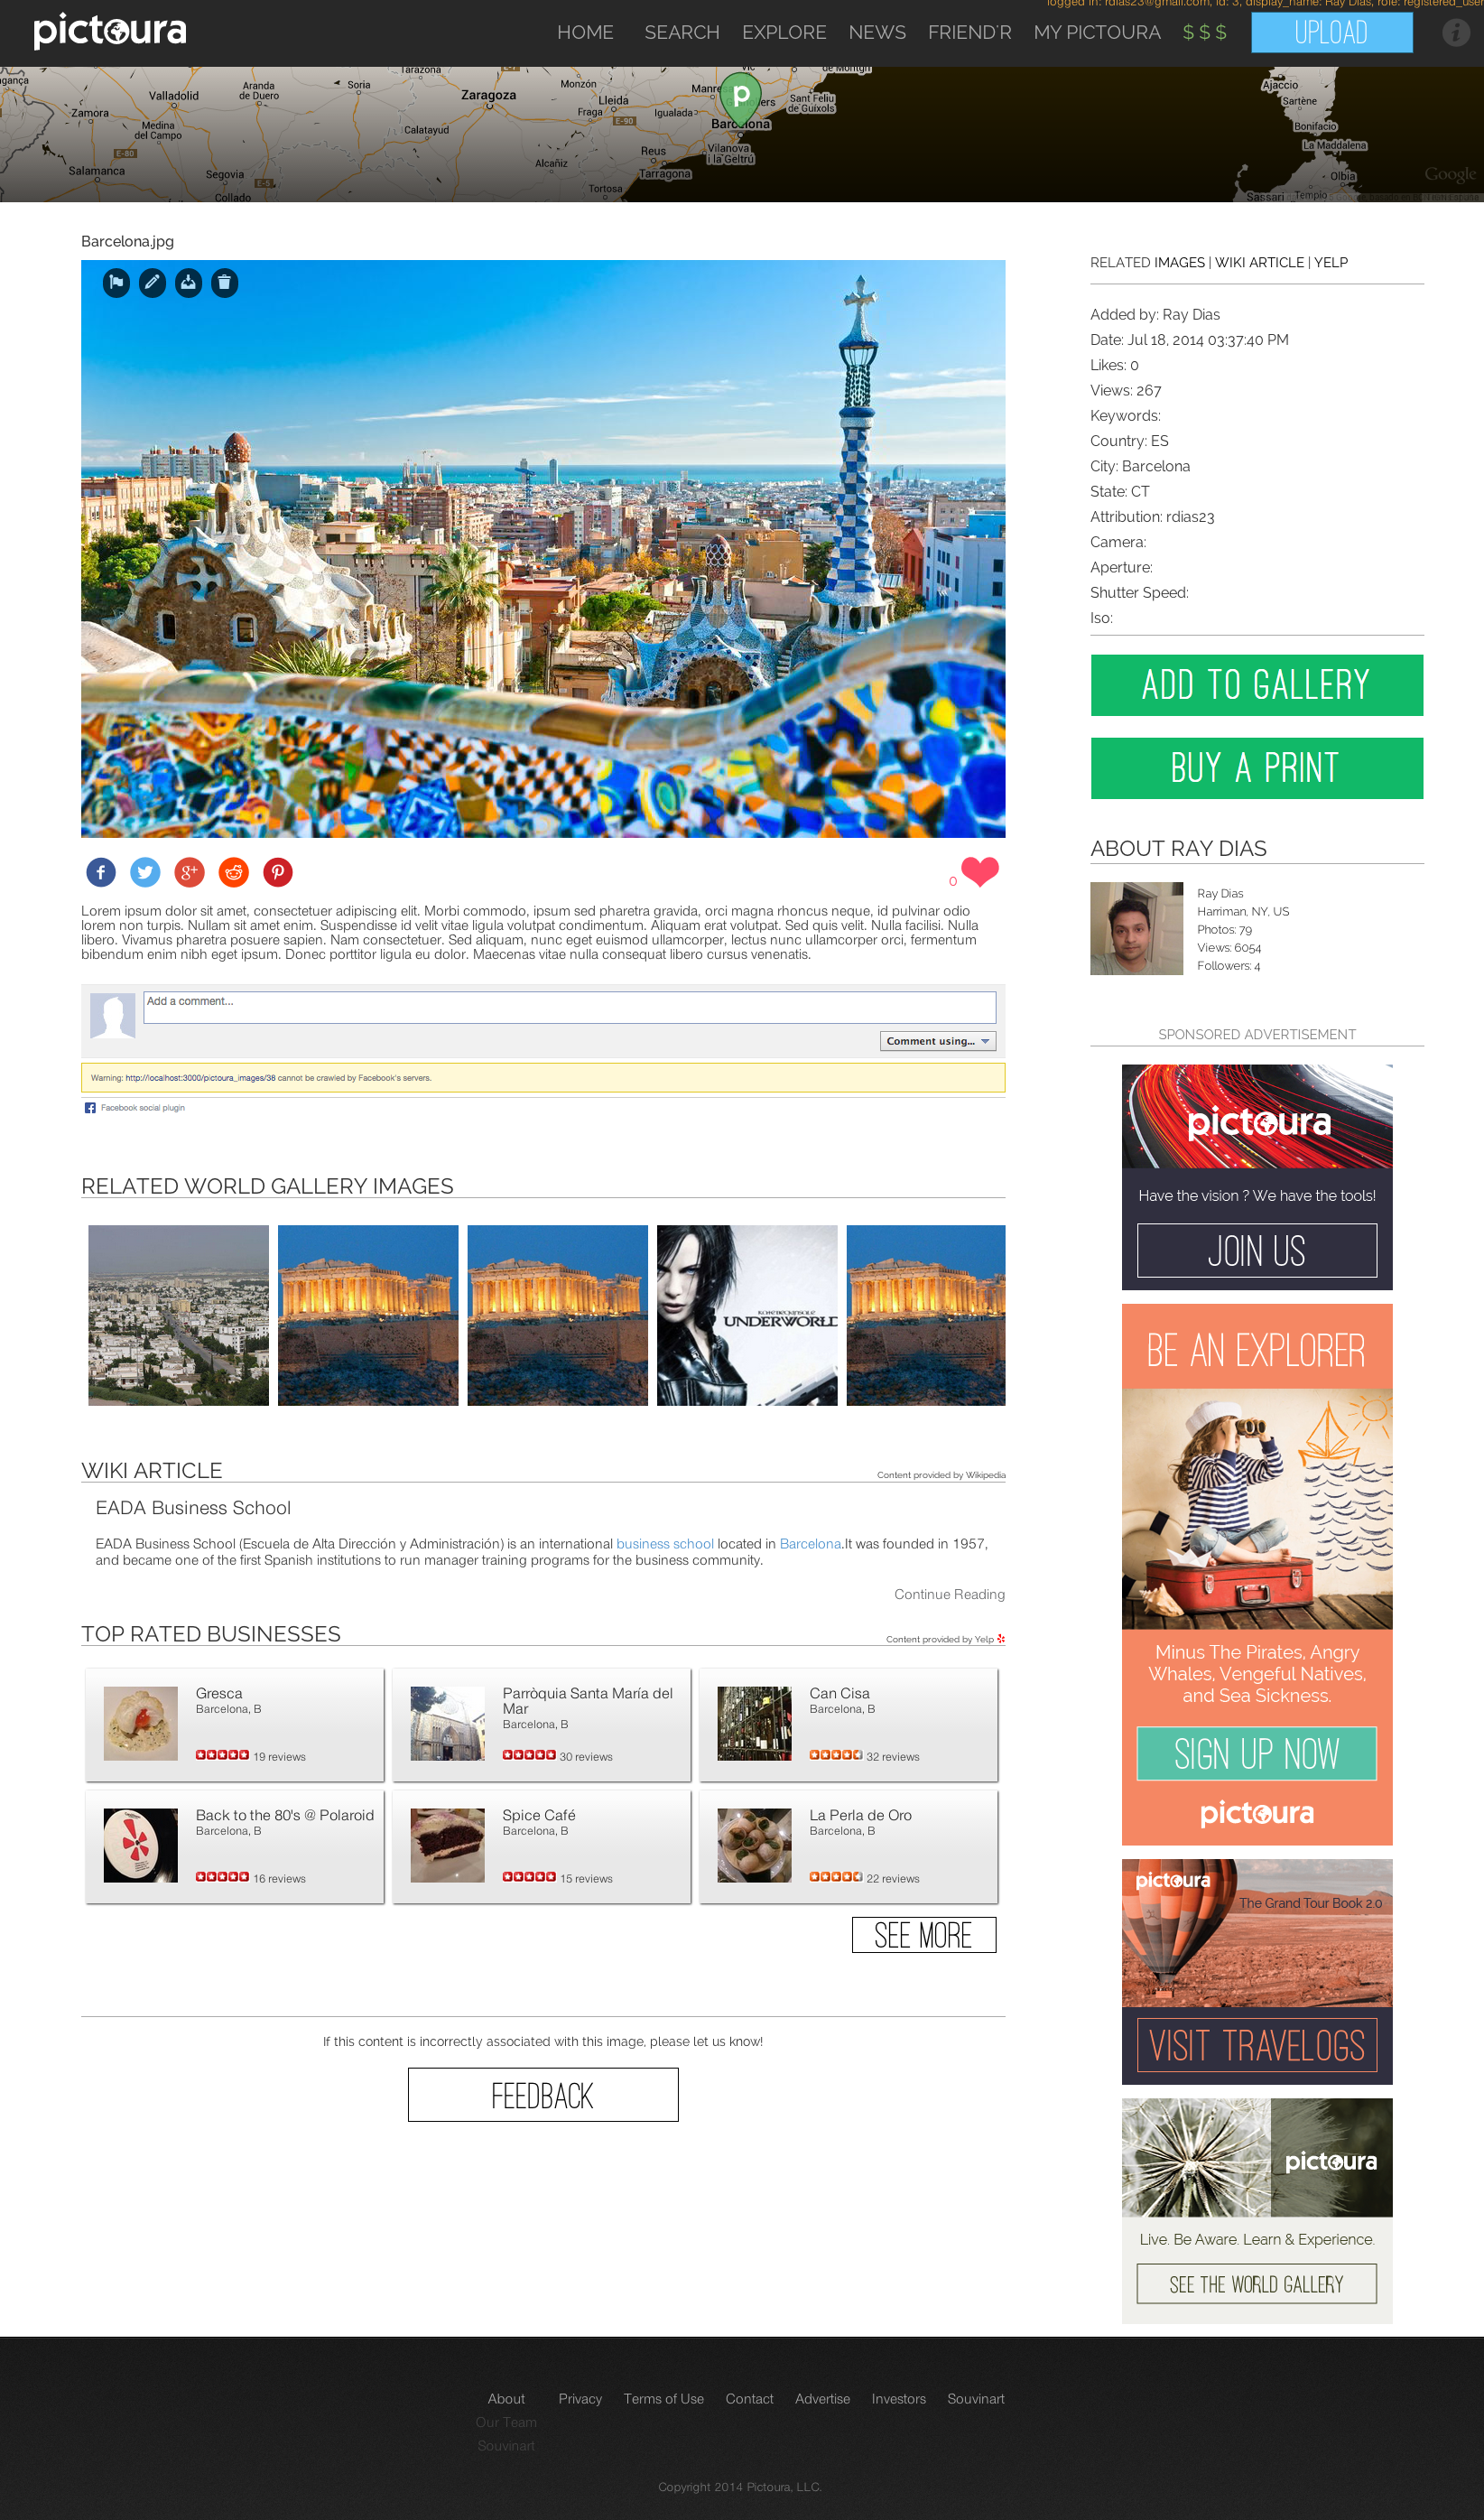 logged in: rdias23@gmail.com, id: 3, display_name: Ray Dias, role: registered_user
pictoura
HOME SEARCH EXPLORE NEWS FRIEND'R MY PICTOURA $ $ $ UPLOAD
Tarazona
Zamora
Valladolid
Aranda
de Duero
Soria
Zaragoza
Monzón
Lleida
Manresa
Sant Feliu
de Guíxols
Ajaccio
Sartène
Medina
del Campo
Calatayud
Fraga
E-90
Igualada
Barcelona
Bonifacio
E-80
Reus
Vilanova
i la Geltrú
La Maddalena
Salamanca
Segovia
E-5
Alcañiz
Tarragona
Olbia
Google
Collado
Tortosa
Sassari
Tempio
Barcelona.jpg
RELATED IMAGES | WIKI ARTICLE | YELP
Added by: Ray Dias
Date: Jul 18, 2014 03:37:40 PM
Likes: 0
Views: 267
Keywords:
Country: ES
City: Barcelona
State: CT
Attribution: rdias23
Camera:
Aperture:
Shutter Speed:
Iso:
ADD TO GALLERY
BUY A PRINT
0
Lorem ipsum dolor sit amet, consectetuer adipiscing elit. Morbi commodo, ipsum sed pharetra gravida, orci magna rhoncus neque, id pulvinar odio
lorem non turpis. Nullam sit amet enim. Suspendisse id velit vitae ligula volutpat condimentum. Aliquam erat volutpat. Sed quis velit. Nulla facilisi. Nulla
libero. Vivamus pharetra posuere sapien. Nam consectetuer. Sed aliquam, nunc eget euismod ullamcorper, lectus nunc ullamcorper orci, fermentum
bibendum enim nibh eget ipsum. Donec porttitor ligula eu dolor. Maecenas vitae nulla consequat libero cursus venenatis.
ABOUT RAY DIAS
Ray Dias
Harriman, NY, US
Photos: 79
Views: 6054
Followers: 4
Add a comment...
Comment using...
Warning: http://localhost:3000/pictoura_images/38 cannot be crawled by Facebook's servers.
Facebook social plugin
SPONSORED ADVERTISEMENT
pictoura
Have the vision ? We have the tools!
JOIN US
RELATED WORLD GALLERY IMAGES
UNDERWORLD
BE AN EXPLORER
Minus The Pirates, Angry
Whales, Vengeful Natives,
and Sea Sickness.
SIGN UP NOW
pictoura
WIKI ARTICLE
Content provided by Wikipedia
EADA Business School
EADA Business School (Escuela de Alta Dirección y Administración) is an international business school located in Barcelona.It was founded in 1957,
and became one of the first Spanish institutions to run manager training programs for the business community.
Continue Reading
TOP RATED BUSINESSES
Content provided by Yelp
Gresca
Barcelona, B
19 reviews
Parròquia Santa María del
Mar
Barcelona, B
30 reviews
Can Cisa
Barcelona, B
32 reviews
Back to the 80's @ Polaroid
Barcelona, B
16 reviews
Spice Café
Barcelona, B
15 reviews
La Perla de Oro
Barcelona, B
22 reviews
SEE MORE
pictoura
The Grand Tour Book 2.0
VISIT TRAVELOGS
If this content is incorrectly associated with this image, please let us know!
FEEDBACK
pictoura
Live. Be Aware. Learn & Experience.
SEE THE WORLD GALLERY
About Privacy Terms of Use Contact Advertise Investors Souvinart
Our Team
Souvinart
Copyright 2014 Pictoura, LLC.